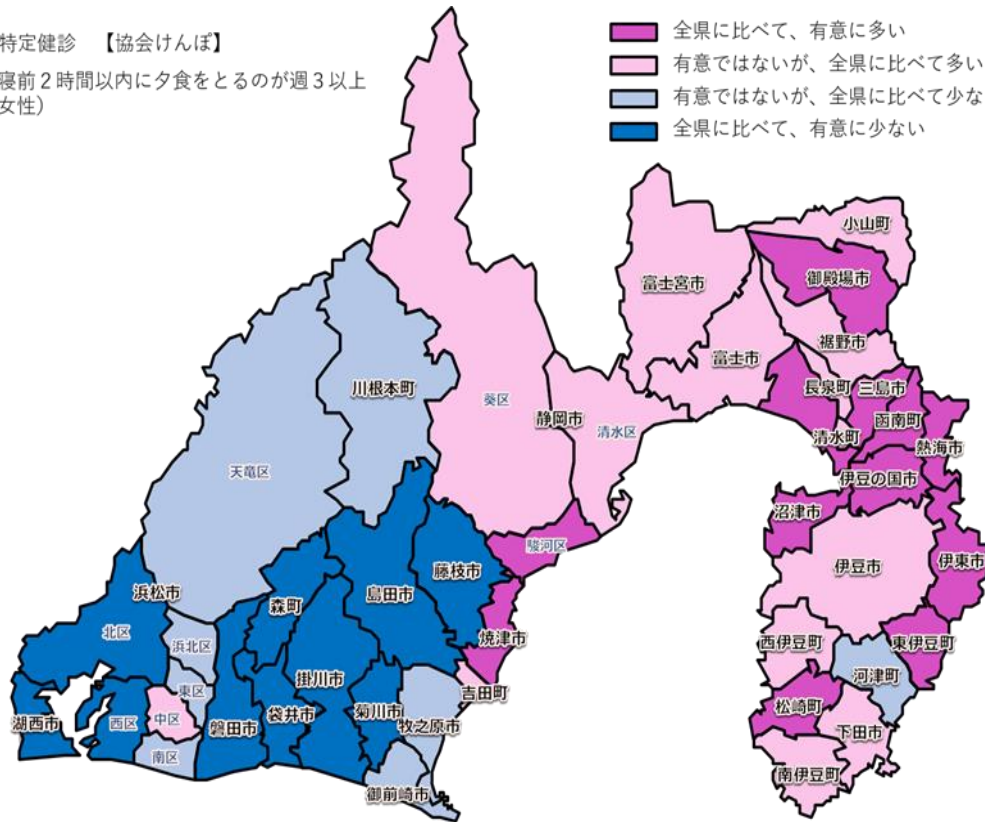 特定健診　【協会けんぽ】
寝前２時間以内に夕食をとるのが週３以上
女性)
全県に比べて、有意に多い
有意ではないが、全県に比べて多い
有意ではないが、全県に比べて少な
全県に比べて、有意に少ない
小山町
御殿場市
富士宮市
裾野市
富士市
長泉町
三島市
川根本町
葵区
静岡市
清水区
函南町
清水町
熱海市
天竜区
伊豆の国市
沼津市
駿河区
伊豆市
伊東市
藤枝市
島田市
浜松市
森町
北区
焼津市
浜北区
西伊豆町
東伊豆町
河津町
掛川市
東区
吉田町
湖西市
西区
中区
磐田市
袋井市
菊川市
牧之原市
松崎町
下田市
南区
御前崎市
南伊豆町